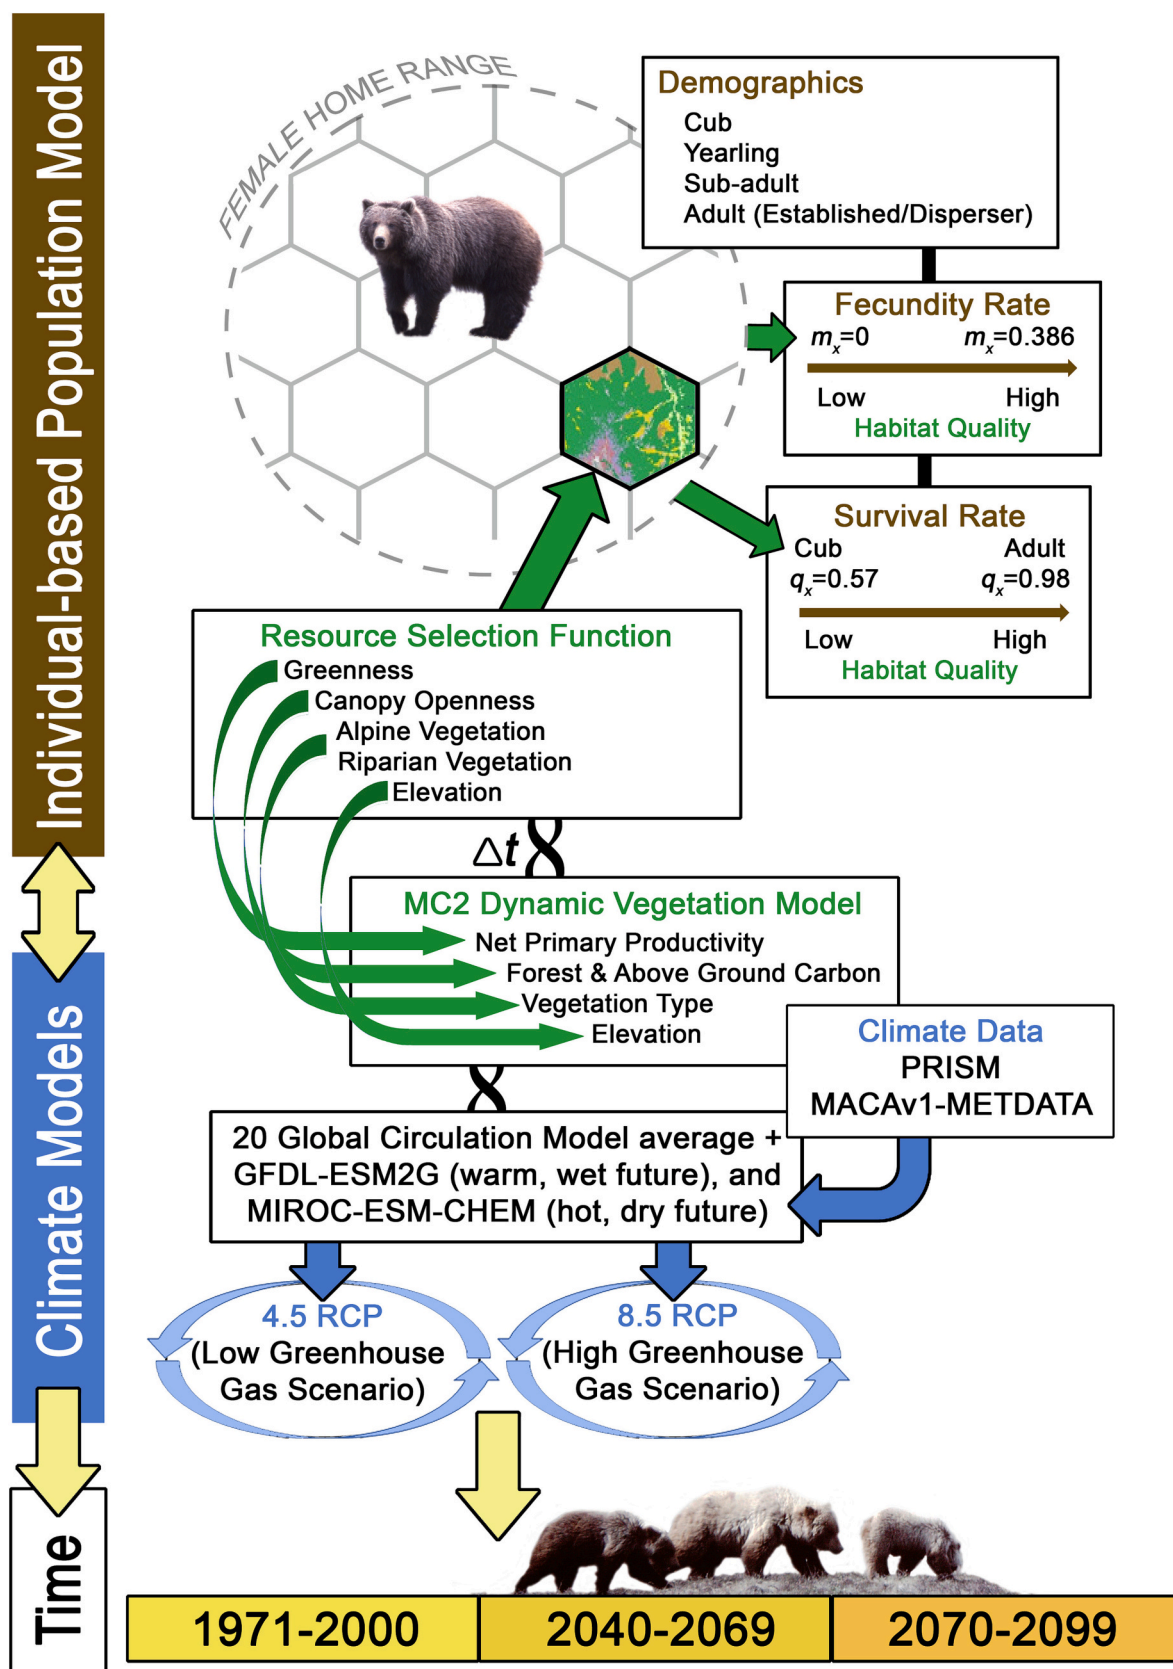 Individual-based Population Model
FEMALE HOME RANGE
Demographics
Cub
Yearling
Sub-adult
Adult (Established/Disperser)
Fecundity Rate
mₓ=0 mₓ=0.386
Low High
Habitat Quality
Survival Rate
Cub Adult
qₓ=0.57 qₓ=0.98
Low High
Habitat Quality
Resource Selection Function
Greenness
Canopy Openness
Alpine Vegetation
Riparian Vegetation
Elevation
△t
MC2 Dynamic Vegetation Model
Net Primary Productivity
Forest & Above Ground Carbon
Vegetation Type
Elevation
Climate Models
Climate Data
PRISM
MACAv1-METDATA
20 Global Circulation Model average +
GFDL-ESM2G (warm, wet future), and
MIROC-ESM-CHEM (hot, dry future)
4.5 RCP
(Low Greenhouse
Gas Scenario)
8.5 RCP
(High Greenhouse
Gas Scenario)
Time
1971-2000 2040-2069 2070-2099